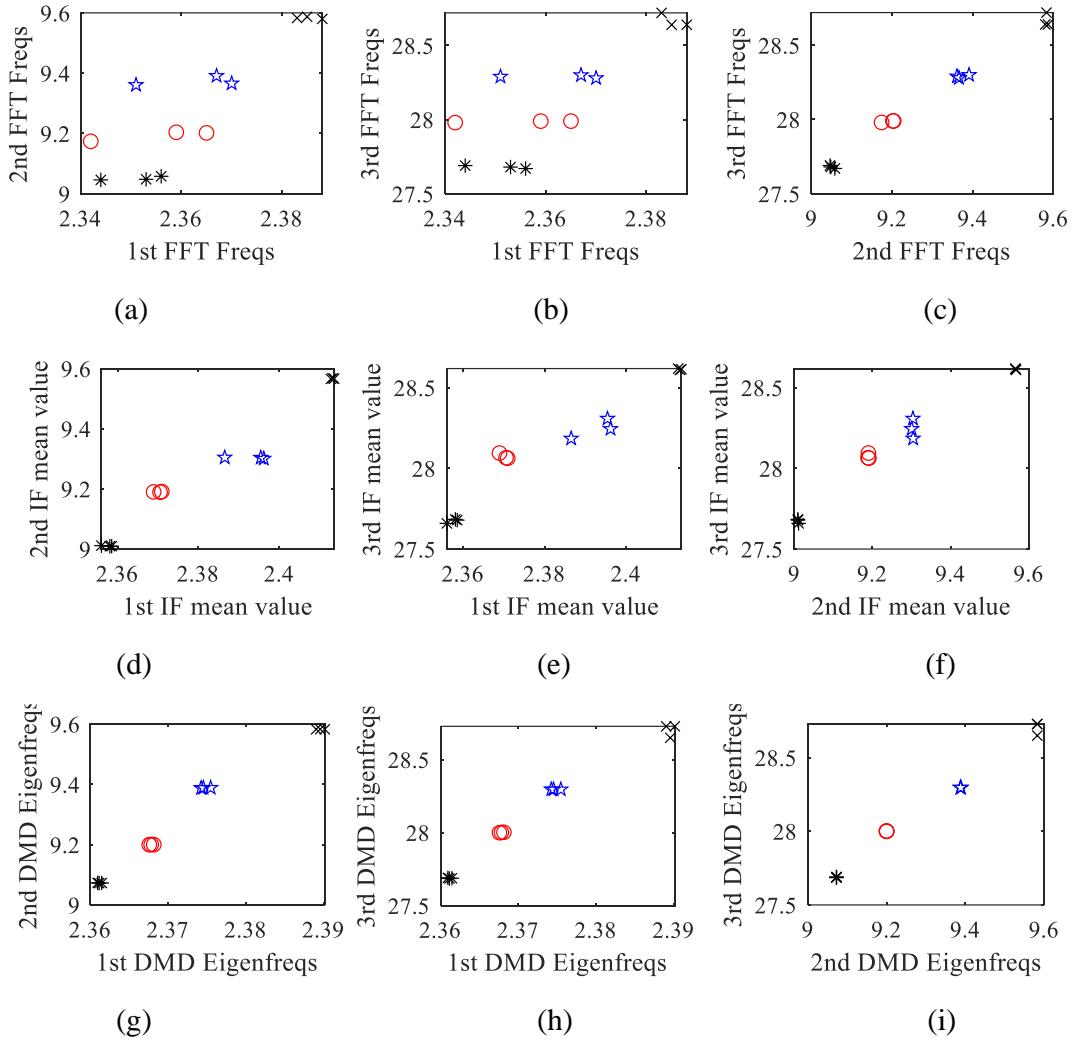 9.6
9.4
9.2
9
2nd FFT Freqs
2.34 2.36 2.38
1st FFT Freqs
(a)
28.5
28
27.5
3rd FFT Freqs
2.34 2.36 2.38
1st FFT Freqs
(b)
28.5
28
27.5
3rd FFT Freqs
9 9.2 9.4 9.6
2nd FFT Freqs
(c)
9.6
9.4
9.2
9
2nd IF mean value
2.36 2.38 2.4
1st IF mean value
(d)
28.5
28
27.5
3rd IF mean value
2.36 2.38 2.4
1st IF mean value
(e)
28.5
28
27.5
3rd IF mean value
9 9.2 9.4 9.6
2nd IF mean value
(f)
9.6
9.4
9.2
9
2nd DMD Eigenfreqs
2.36 2.37 2.38 2.39
1st DMD Eigenfreqs
(g)
28.5
28
27.5
3rd DMD Eigenfreqs
2.36 2.37 2.38 2.39
1st DMD Eigenfreqs
(h)
28.5
28
27.5
3rd DMD Eigenfreqs
9 9.2 9.4 9.6
2nd DMD Eigenfreqs
(i)